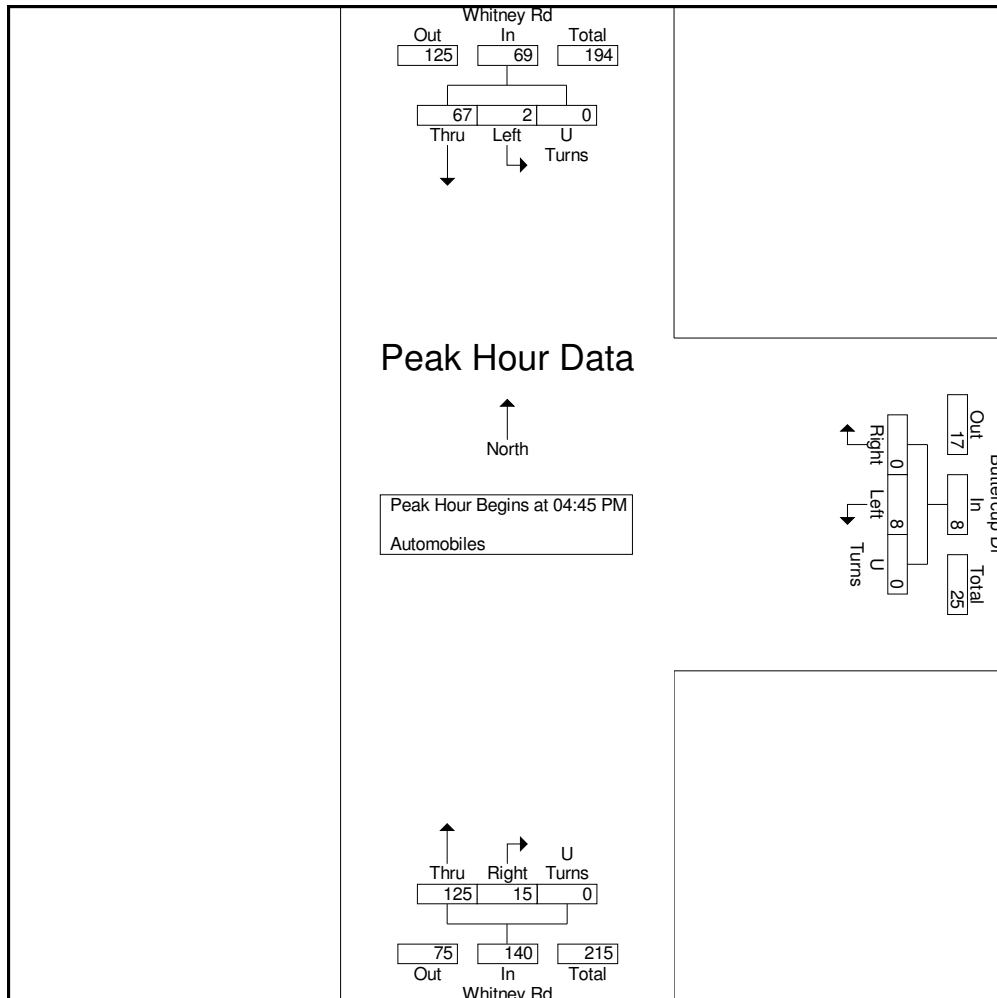 Whitney Rd
Out In Total
125 69 194
67 2 0
Thru Left U
Turns
Peak Hour Data
North
Peak Hour Begins at 04:45 PM
Automobiles
Out In Total
17 8 25
Right Left U
Turns
0 8 0
U
Thru Right Turns
125 15 0
75 140 215
Out In Total
Whitney Rd